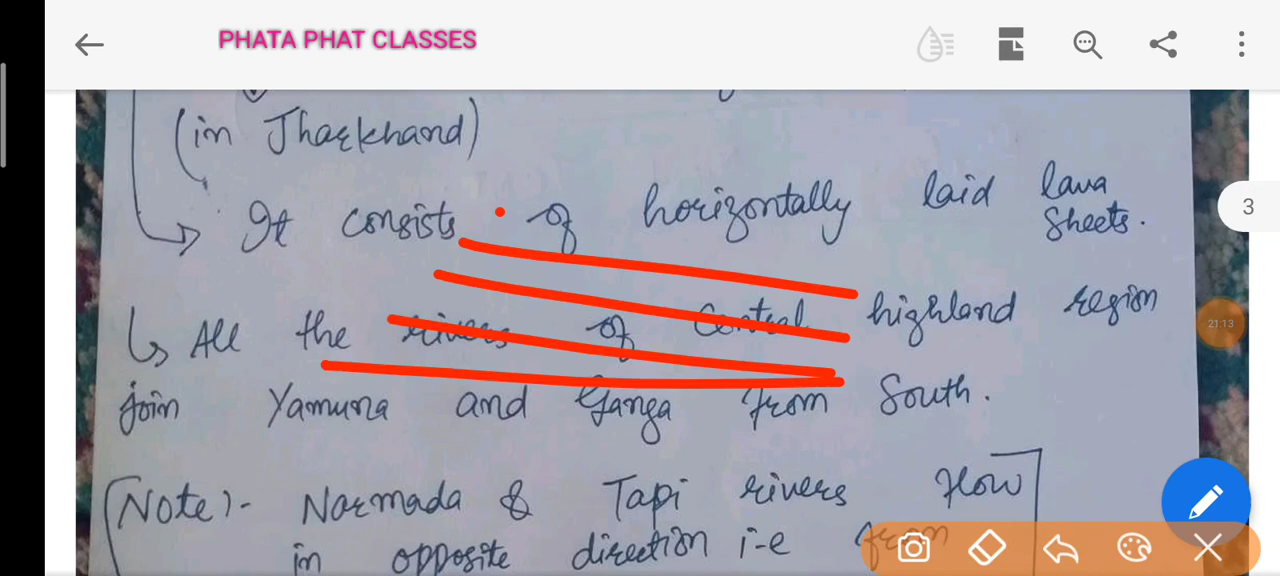 PHATA PHAT CLASSES
(in Jharkhand)
It consists of horizontally laid lava sheets.
All the rivers of Central highland region
join Yamuna and Ganga from South.
Note:- Narmada & Tapi rivers flow
in opposite direction i-e from
3
21:13